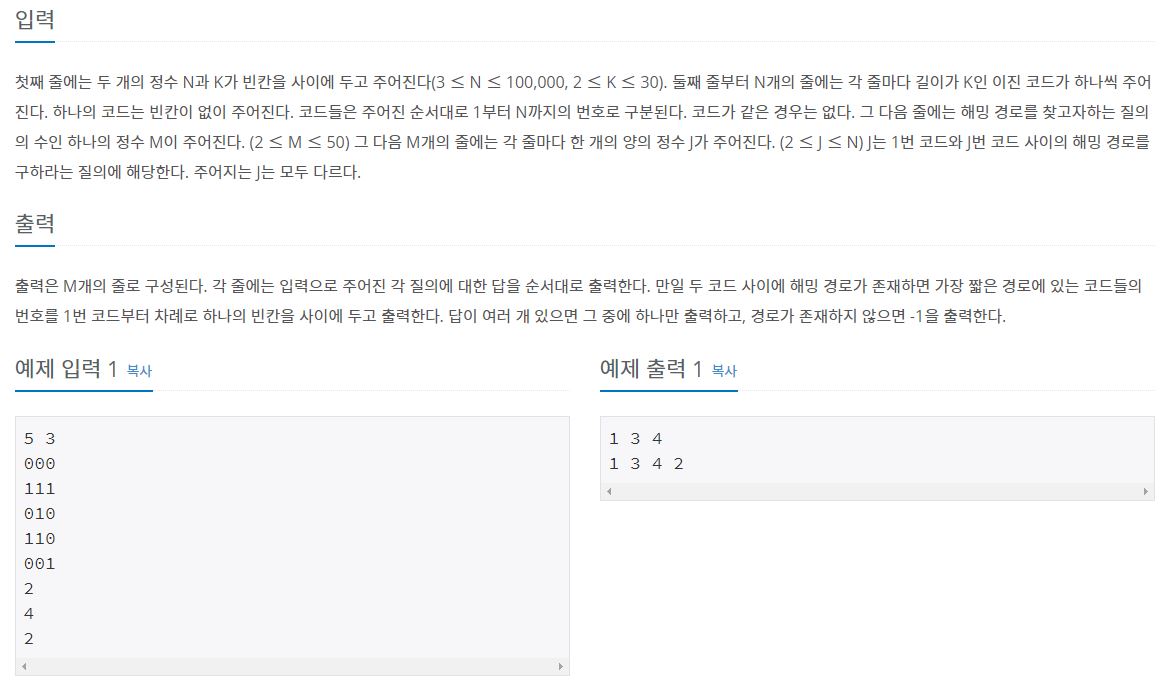 입력
첫째 줄에는 두 개의 정수 N과 K가 빈칸을 사이에 두고 주어진다(3 ≤ N ≤ 100,000, 2 ≤ K ≤ 30). 둘째 줄부터 N개의 줄에는 각 줄마다 길이가 K인 이진 코드가 하나씩 주어
진다. 하나의 코드는 빈칸이 없이 주어진다. 코드들은 주어진 순서대로 1부터 N까지의 번호로 구분된다. 코드가 같은 경우는 없다. 그 다음 줄에는 해밍 경로를 찾고자하는 질의
의 수인 하나의 정수 M이 주어진다. (2 ≤ M ≤ 50) 그 다음 M개의 줄에는 각 줄마다 한 개의 양의 정수 J가 주어진다. (2 ≤ J ≤ N) J는 1번 코드와 J번 코드 사이의 해밍 경로를
구하라는 질의에 해당한다. 주어지는 J는 모두 다르다.
출력
출력은 M개의 줄로 구성된다. 각 줄에는 입력으로 주어진 각 질의에 대한 답을 순서대로 출력한다. 만일 두 코드 사이에 해밍 경로가 존재하면 가장 짧은 경로에 있는 코드들의
번호를 1번 코드부터 차례로 하나의 빈칸을 사이에 두고 출력한다. 답이 여러 개 있으면 그 중에 하나만 출력하고, 경로가 존재하지 않으면 -1을 출력한다.
예제 입력 1 복사
5 3
000
111
010
110
001
2
4
2
예제 출력 1 복사
1 3 4
1 3 4 2